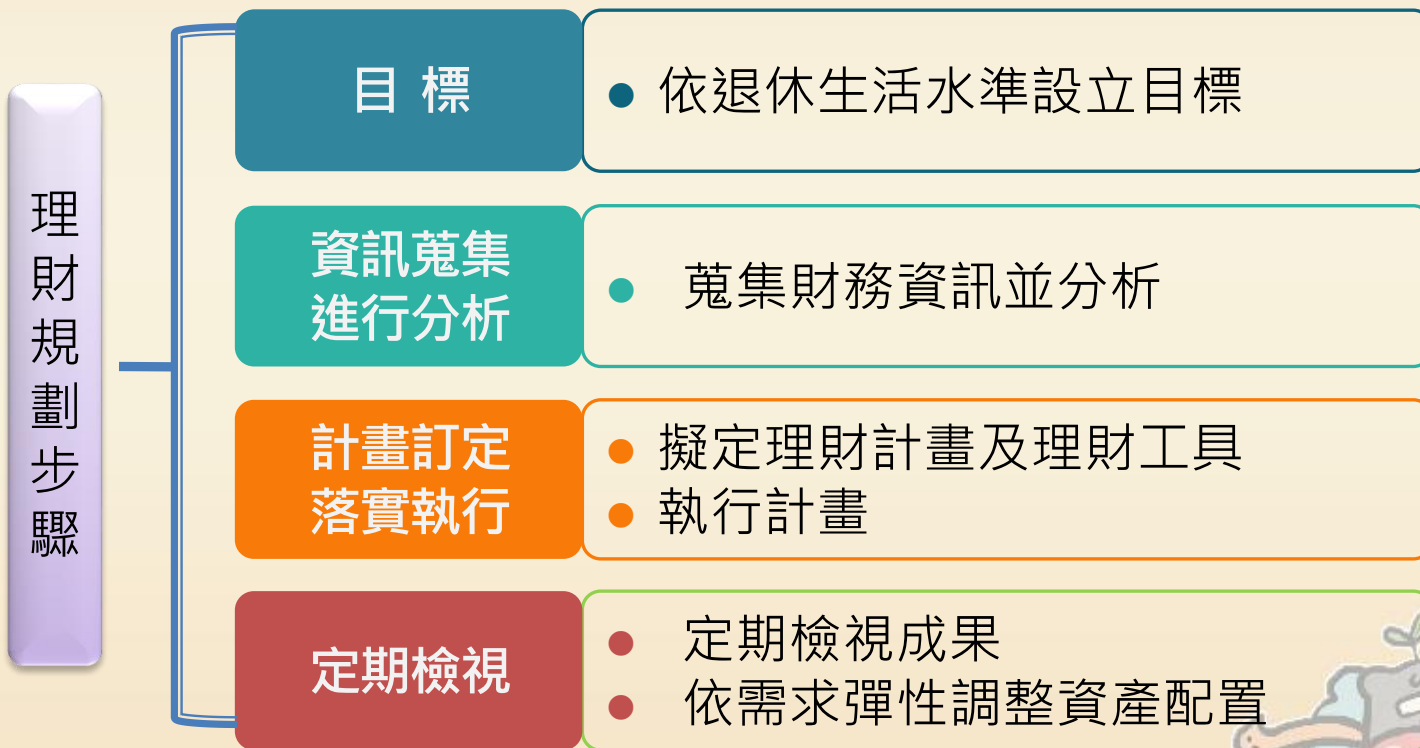 理財規劃步驟
目標
● 依退休生活水準設立目標
資訊蒐集
進行分析
● 蒐集財務資訊並分析
計畫訂定
落實執行
● 擬定理財計畫及理財工具
● 執行計畫
定期檢視
● 定期檢視成果
● 依需求彈性調整資產配置